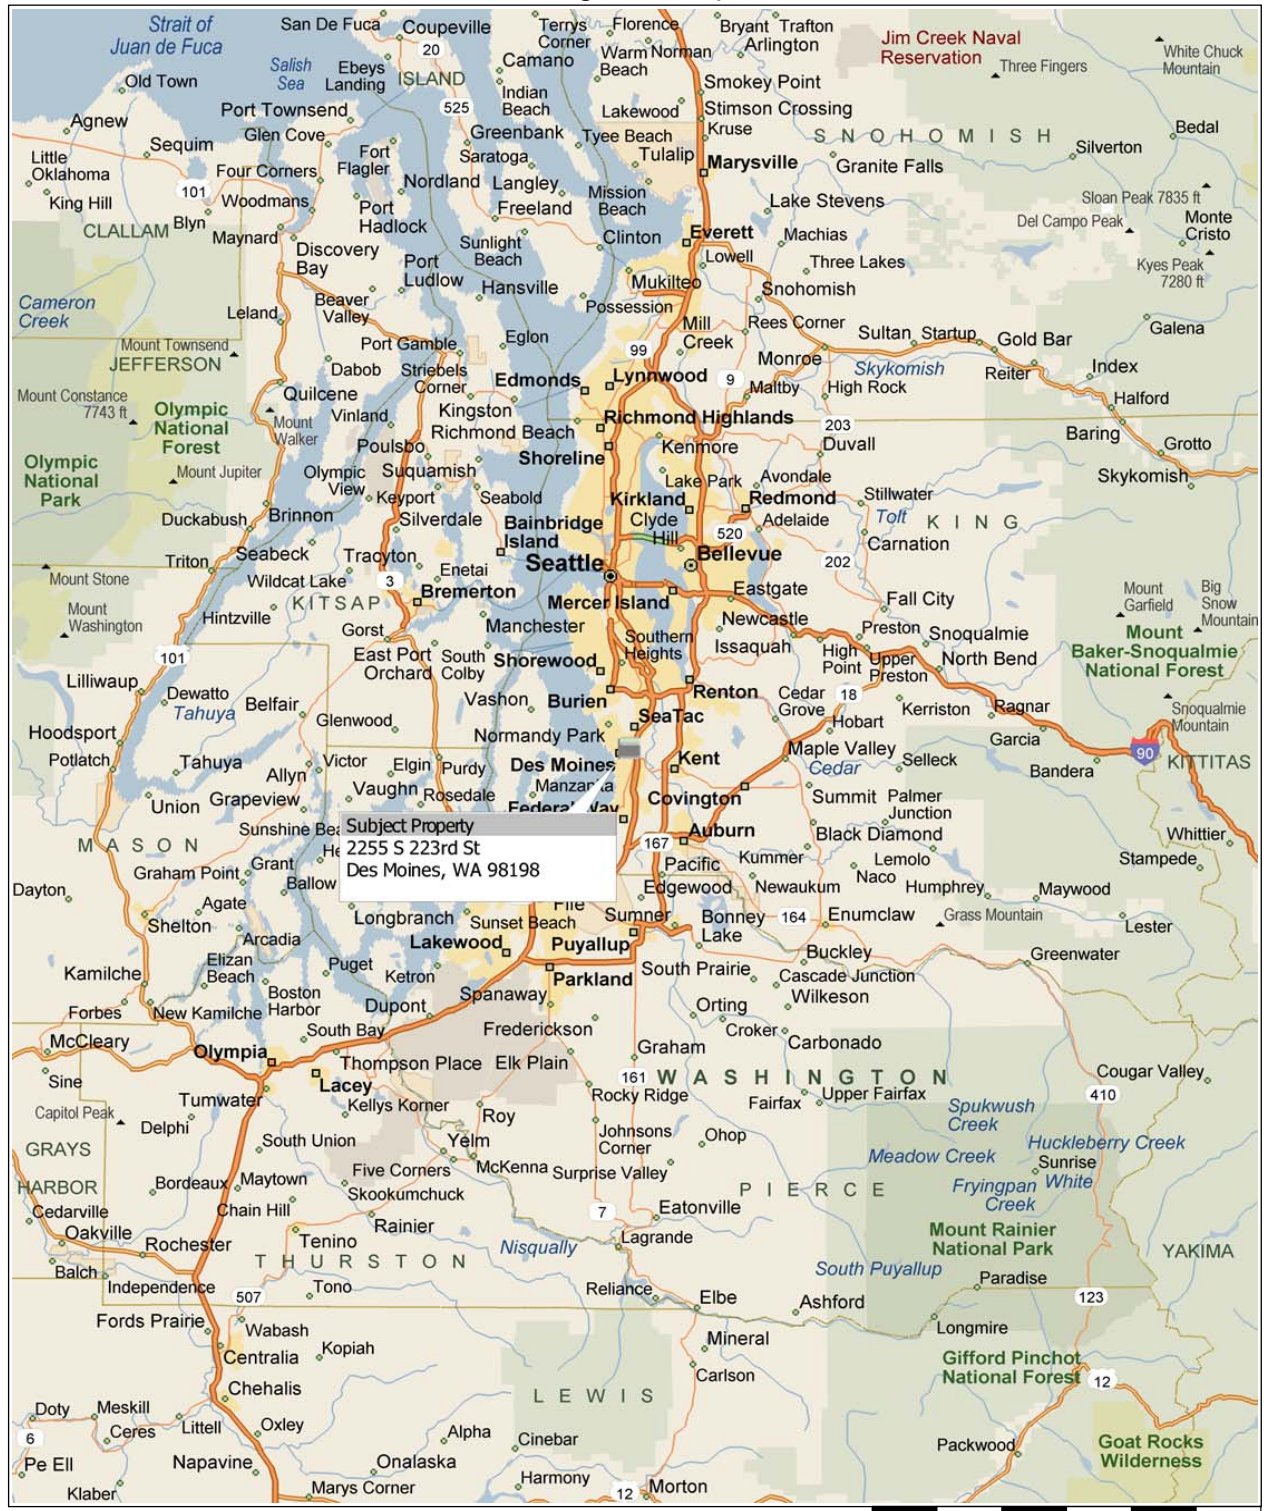 Strait of
Juan de Fuca
San De Fuca
Coupeville
Terrys
Corner
Florence
Bryant
Trafton
Arlington
Jim Creek Naval
Reservation
White Chuck
Mountain
Three Fingers
20
Camano
Warm
Beach
Norman
Salish
Sea
Ebeys
Landing
ISLAND
Old Town
Smokey Point
Indian
Beach
525
Port Townsend
Lakewood
Stimson Crossing
Agnew
Glen Cove
Greenbank
Tyee Beach
Kruse
SNOHOMISH
Bedal
Sequim
Fort
Flagler
Saratoga
Tulalip
Marysville
Silverton
Little
Oklahoma
Four Corners
Granite Falls
101
Nordland
Langley
Mission
Beach
King Hill
Woodmans
Port
Hadlock
Freeland
Lake Stevens
Sloan Peak 7835 ft
Blyn
Del Campo Peak
Monte
Cristo
CLALLAM
Maynard
Discovery
Bay
Sunlight
Beach
Clinton
Everett
Machias
Lowell
Port
Ludlow
Three Lakes
Kyes Peak
7280 ft
Hansville
Mukilteo
Snohomish
Cameron
Creek
Beaver
Valley
Possession
Leland
Mill
Creek
Rees Corner
Sultan
Startup
Gold Bar
Galena
Mount Townsend
Port Gamble
Eglon
99
Monroe
JEFFERSON
Dabob
Striebels
Corner
Edmonds
Lynnwood
9
Skykomish
Reiter
Index
Maltby
High Rock
Mount Constance
7743 ft
Quilcene
Kingston
Halford
Olympic
National
Forest
Mount
Walker
Vinland
Richmond Highlands
203
Richmond Beach
Baring
Poulsbo
Kenmore
Duvall
Grotto
Shoreline
Olympic
National
Park
Mount Jupiter
Olympic
View
Suquamish
Lake Park
Avondale
Skykomish
Keyport
Seabold
Kirkland
Redmond
Stillwater
Duckabush
Brinnon
Silverdale
Bainbridge
Island
Clyde
Hill
Adelaide
Tolt
KING
520
Carnation
Triton
Seabeck
Tracyton
Seattle
Bellevue
202
Mount Stone
Wildcat Lake
3
Enetai
Bremerton
Eastgate
Mount
Garfield
Big
Snow
Mountain
Mount
Washington
Hintzville
KITSAP
Mercer Island
Fall City
Manchester
Newcastle
Gorst
Southern
Heights
Issaquah
Preston
Snoqualmie
Mount
Baker-Snoqualmie
National Forest
101
East Port
Orchard
South
Colby
Shorewood
High
Point
Upper
Preston
North Bend
Lilliwaup
Dewatto
Tahuya
Belfair
Vashon
Burien
Renton
Cedar
Grove
18
Kerriston
Ragnar
Snoqualmie
Mountain
Glenwood
SeaTac
Hobart
Hoodsport
Normandy Park
Garcia
90
Potlatch
Tahuya
Victor
Elgin
Purdy
Des Moines
Kent
Maple Valley
Cedar
Selleck
Bandera
KITTITAS
Allyn
Vaughn
Rosedale
Covington
Union
Grapeview
Summit
Palmer
Junction
Auburn
Black Diamond
Whittier
Subject Property
2255 S 223rd St
Des Moines, WA 98198
MASON
167
Grant
Pacific
Kummer
Lemolo
Stampede
Graham Point
Naco
Dayton
Edgewood
Newaukum
Humphrey
Maywood
Agate
Longbranch
Sunset Beach
Sumner
Bonney
Lake
164
Enumclaw
Grass Mountain
Shelton
Lester
Arcadia
Lakewood
Puyallup
Buckley
Elizan
Beach
Greenwater
Kamilche
Puget
Ketron
Parkland
South Prairie
Cascade Junction
Boston
Harbor
Spanaway
Wilkeson
Forbes
New Kamilche
Dupont
Orting
South Bay
Frederickson
Croker
McCleary
Olympia
Graham
Carbonado
Thompson Place
Elk Plain
Sine
Lacey
161
WASHINGTON
Cougar Valley
Tumwater
Rocky Ridge
Fairfax
Upper Fairfax
410
Capitol Peak
Kellys Korner
Roy
Spukwush
Creek
Delphi
Johnsons
Corner
South Union
Yelm
Ohop
GRAYS
Huckleberry Creek
Five Corners
McKenna
Surprise Valley
Meadow Creek
Sunrise
HARBOR
Bordeaux
Maytown
Skookumchuck
PIERCE
Fryingpan
Creek
White
Cedarville
Chain Hill
7
Eatonville
Oakville
Rainier
Mount Rainier
National Park
Rochester
Tenino
Nisqually
Lagrande
YAKIMA
Balch
THURSTON
South Puyallup
Independence
Tono
Reliance
Paradise
507
Elbe
Ashford
123
Fords Prairie
Wabash
Longmire
Mineral
Centralia
Kopiah
Gifford Pinchot
National Forest
Carlson
12
Chehalis
LEWIS
Doty
Meskill
6
Ceres
Littell
Oxley
Alpha
Cinebar
Packwood
Goat Rocks
Wilderness
Pe Ell
Napavine
Onalaska
Klaber
Marys Corner
Harmony
12
Morton